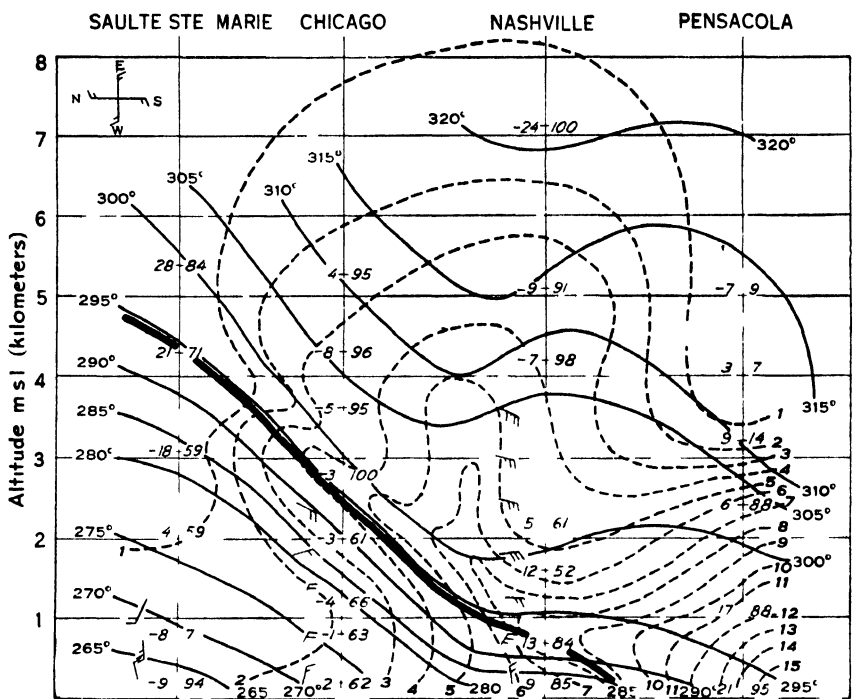 SAULTE STE MARIE CHICAGO NASHVILLE PENSACOLA
8
E
N S
W
7
320° -24+100 320°
315°
305° 310°
300°
6
28+84 4+95
5
-9+91 -7 9
295°
21+71 -8+96 -7+98 3 7
4
290°
315°
285° -5+95 1
9 -14 2
280° -18+59 3
3
-3 100 4
5
6 310°
6 -88 -7
305°
275° 4+59 -3+61 5 61 8
2
1 9
300°
12+52 10
270° 11
-4 66 17 88-12
1
-8 7 1+63 13+84 13
265° 14
15
-9+94 2 -2+62 3 4 5 280 6 9 85 7 285 10 11 290° 21 95 295°
265 270°
Altitude m s l (kilometers)